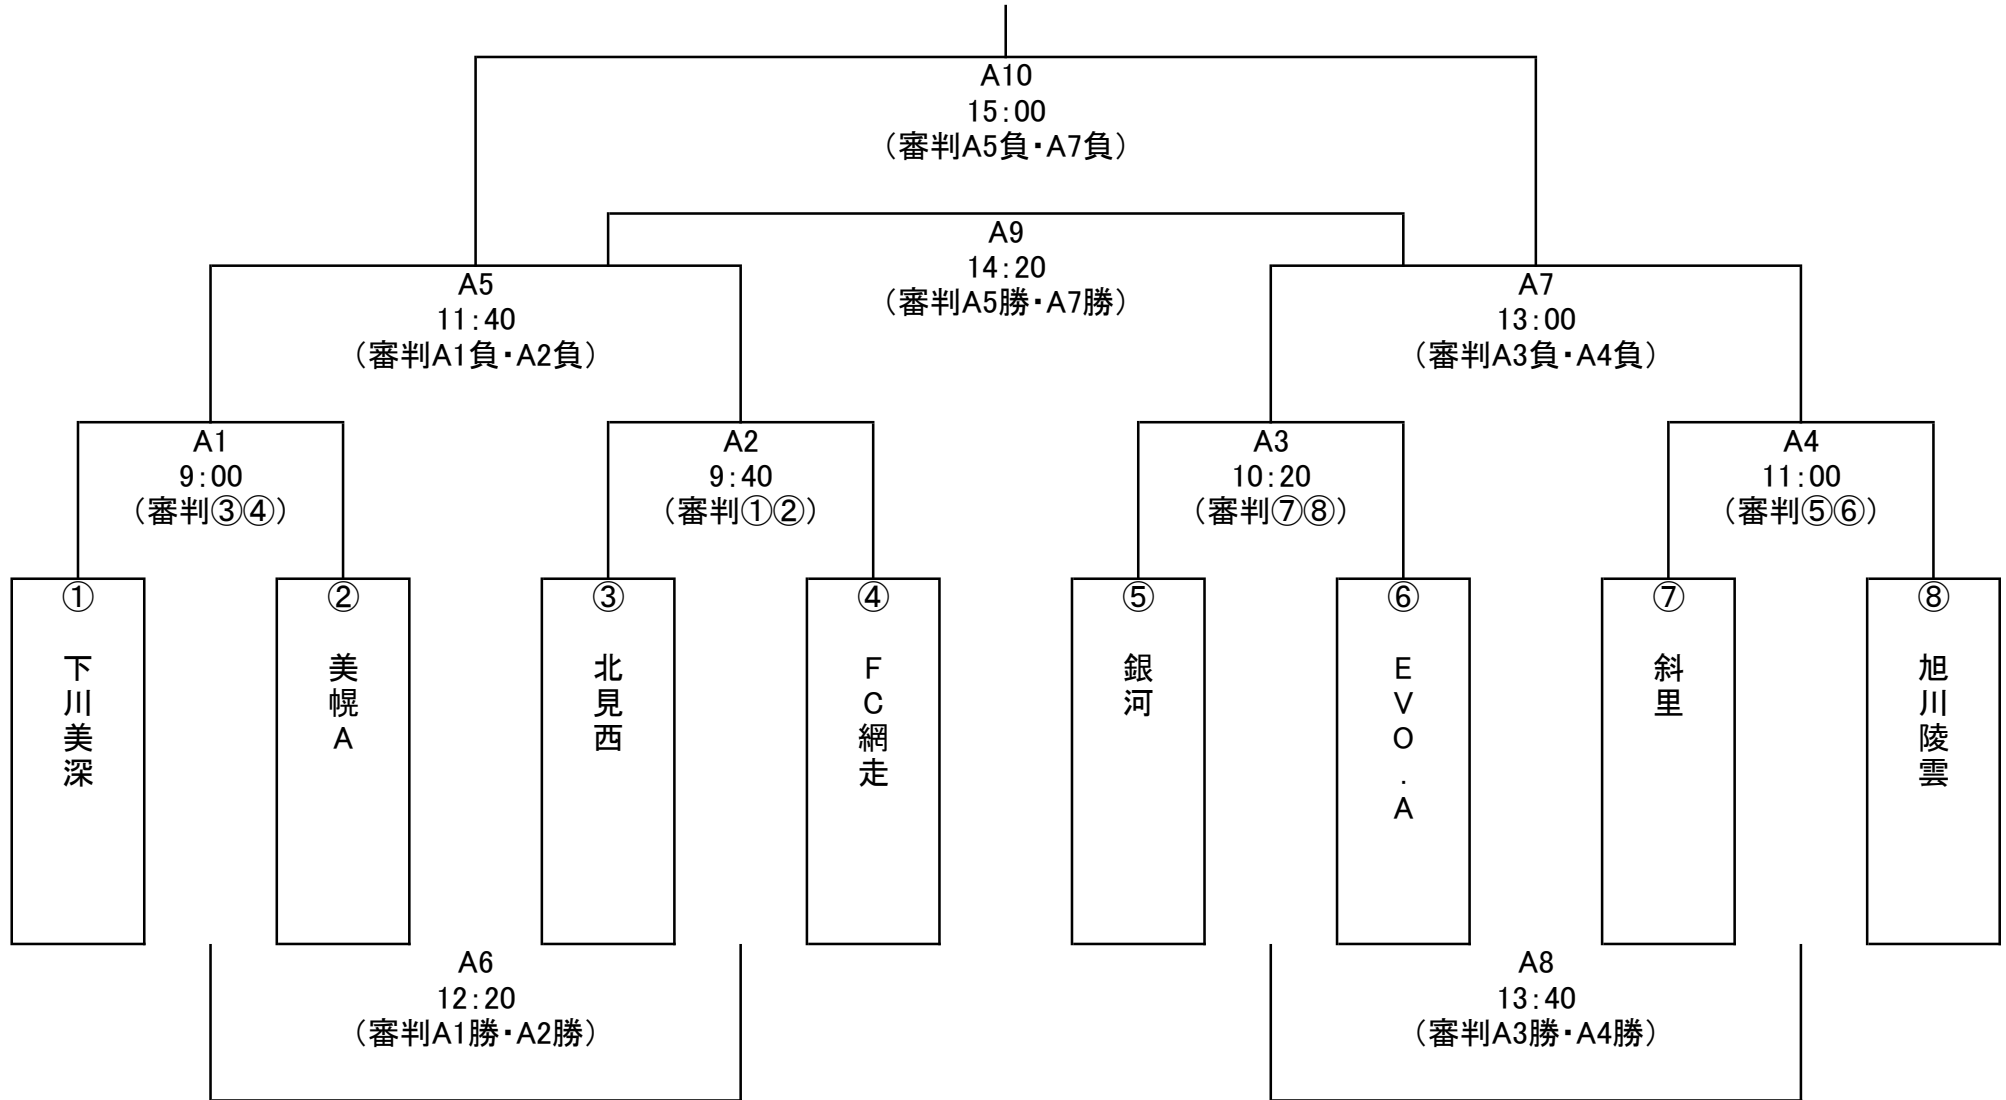 A10
15:00
（審判A5負・A7負）
A9
14:20
（審判A5勝・A7勝）
A5
11:40
（審判A1負・A2負）
A7
13:00
（審判A3負・A4負）
A1
9:00
（審判③④）
A2
9:40
（審判①②）
A3
10:20
（審判⑦⑧）
A4
11:00
（審判⑤⑥）
①
下川美深
②
美幌A
③
北見西
④
FC網走
⑤
銀河
⑥
EVO.A
⑦
斜里
⑧
旭川陵雲
A6
12:20
（審判A1勝・A2勝）
A8
13:40
（審判A3勝・A4勝）